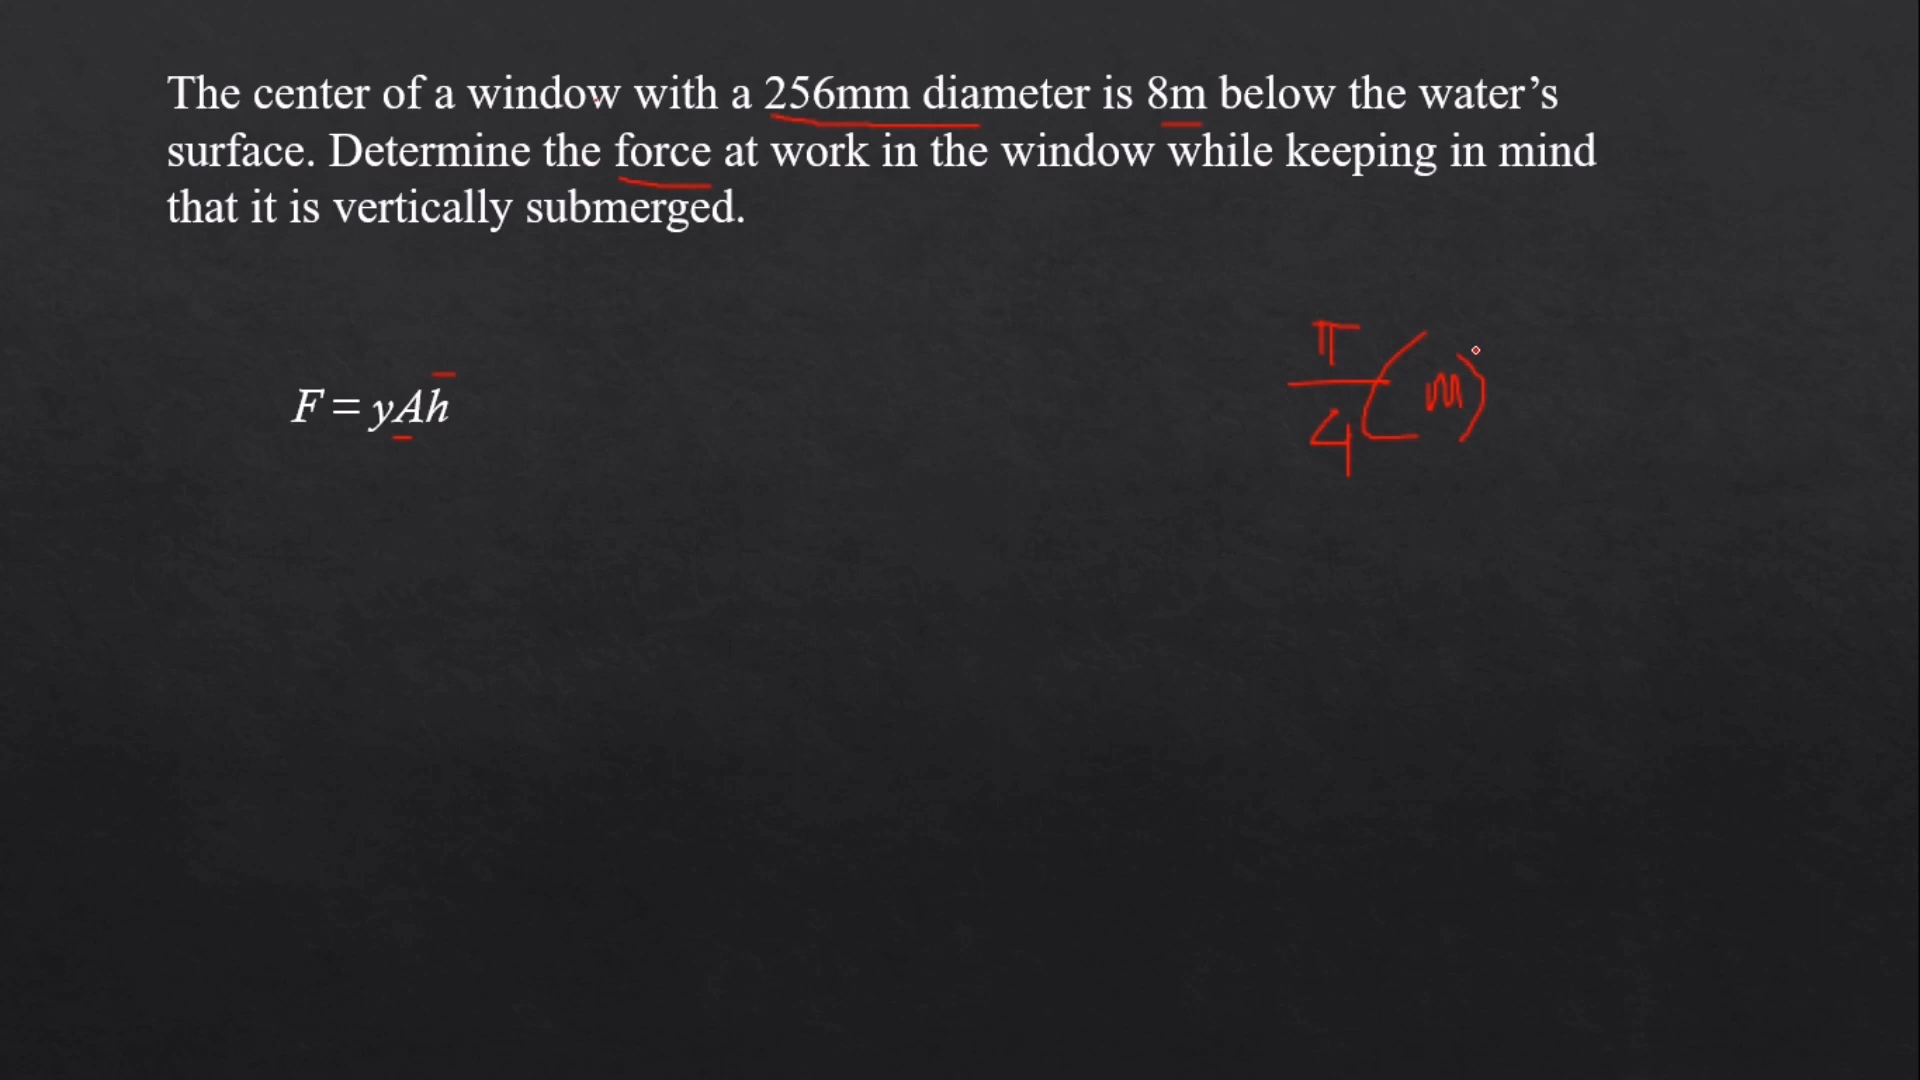 The center of a window with a 256mm diameter is 8m below the water’s
surface. Determine the force at work in the window while keeping in mind
that it is vertically submerged.
F = yAh
π
4 (m)